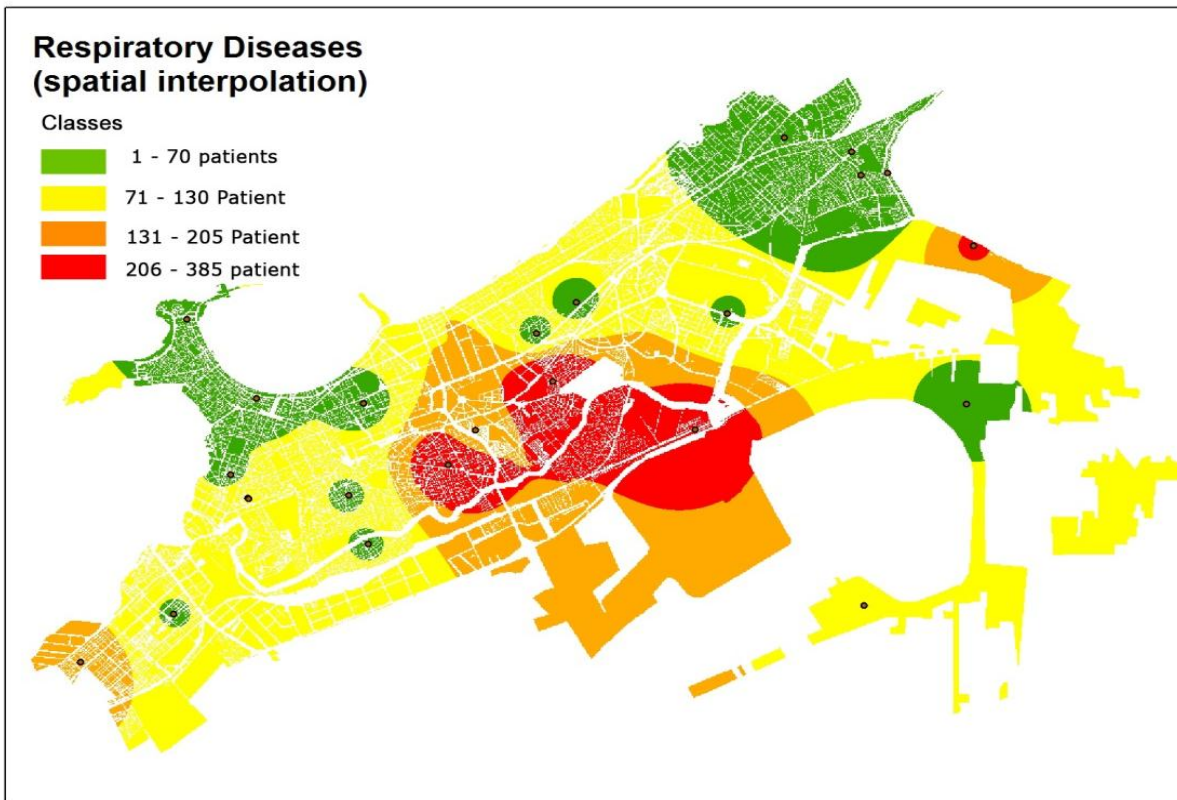 Respiratory Diseases
(spatial interpolation)
Classes
1 - 70 patients
71 - 130 Patient
131 - 205 Patient
206 - 385 patient